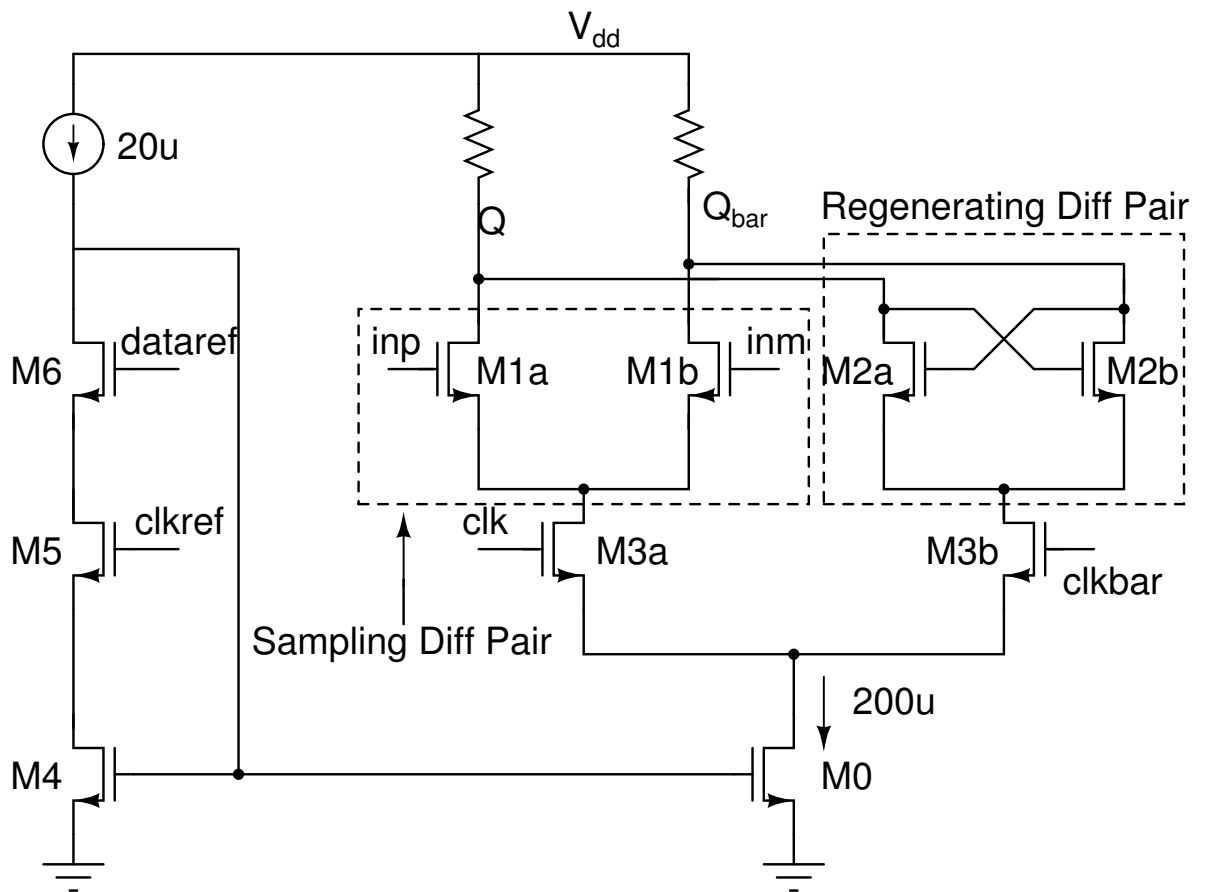 Vdd
20u
Q
Qbar
Regenerating Diff Pair
M6
dataref
inp
M1a
M1b
inm
M2a
M2b
M5
clkref
clk
M3a
M3b
clkbar
Sampling Diff Pair
200u
M4
M0